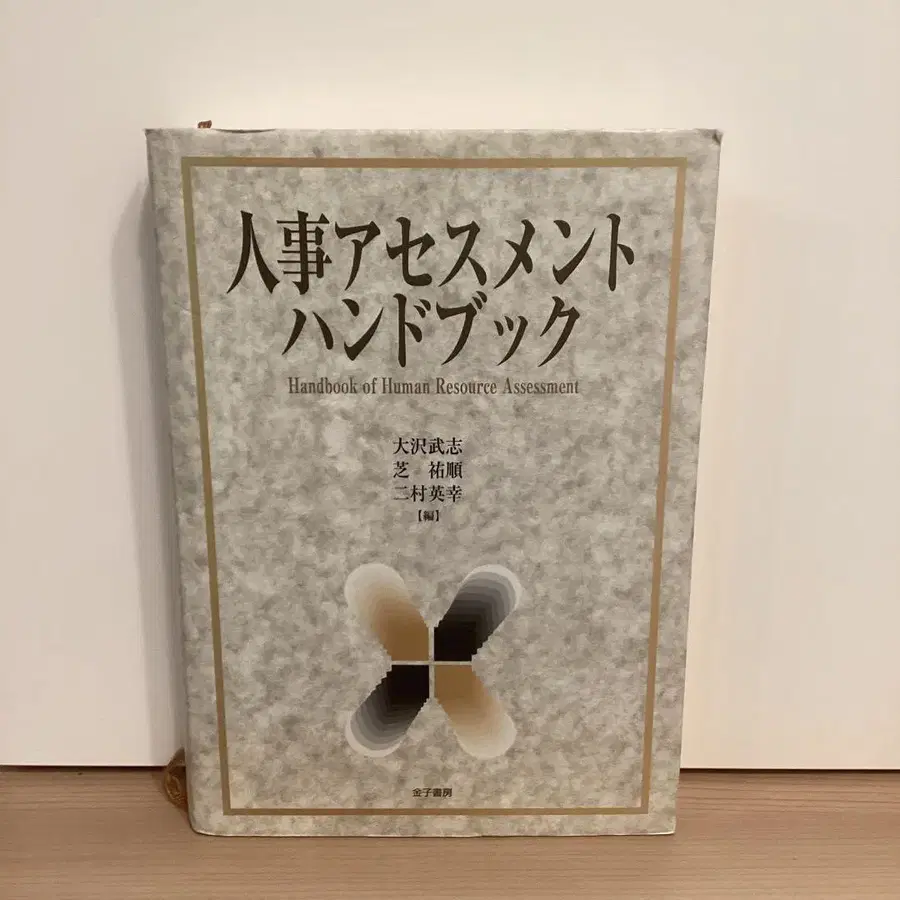 人事アセスメント
ハンドブック
Handbook of Human Resource Assessment
大沢武志
芝　祐順
二村英幸
【編】
金子書房